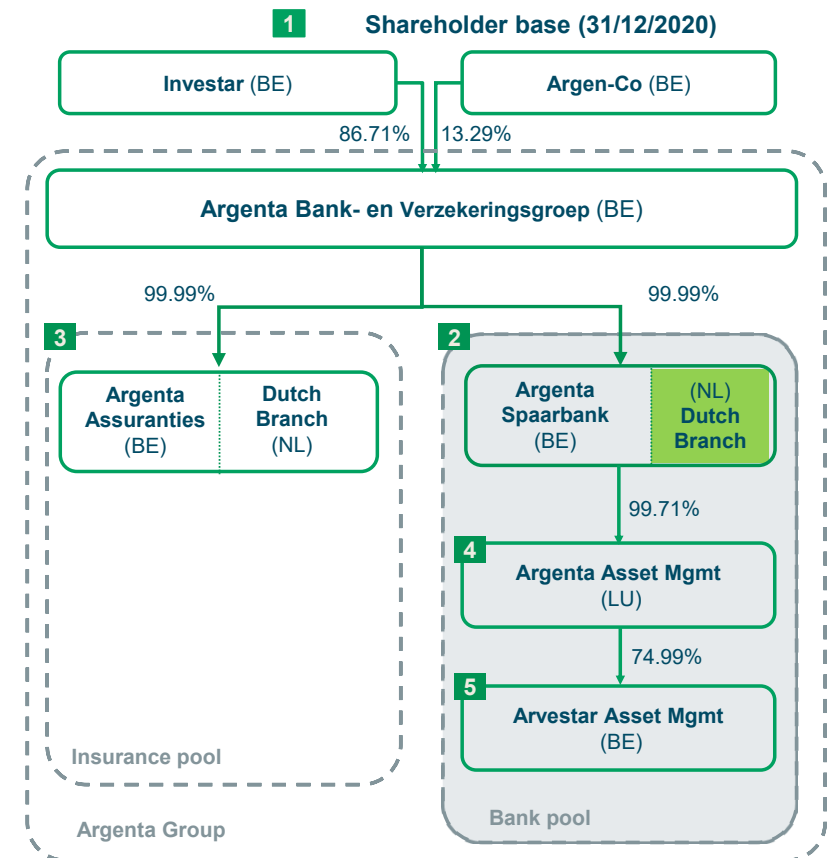 1 Shareholder base (31/12/2020)
Investar (BE)
Argen-Co (BE)
86.71%
13.29%
Argenta Bank- en Verzekeringsgroep (BE)
99.99%
99.99%
3
2
Argenta
Assuranties
(BE)
Dutch
Branch
(NL)
Argenta
Spaarbank
(BE)
(NL)
Dutch
Branch
99.71%
4
Argenta Asset Mgmt
(LU)
74.99%
5
Arvestar Asset Mgmt
(BE)
Insurance pool
Bank pool
Argenta Group